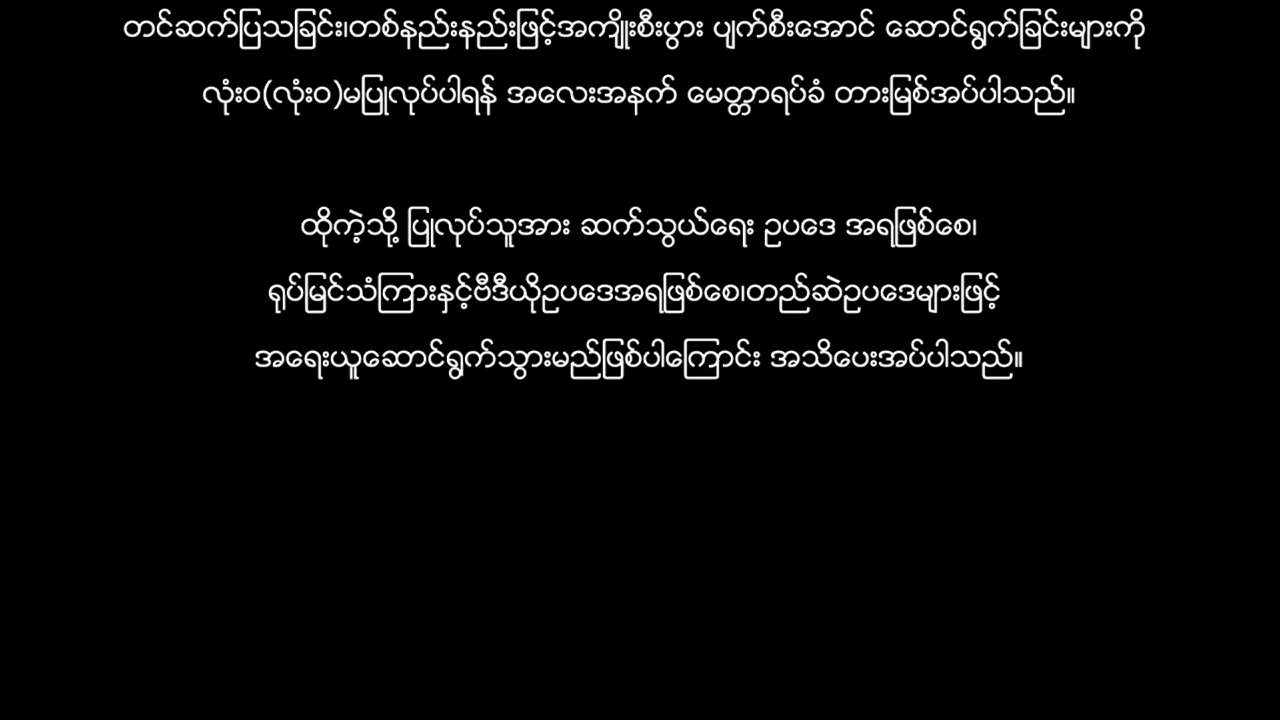 တင်ဆက်ပြသခြင်း၊တစ်နည်းနည်းဖြင့်အကျိုးစီးပွား ပျက်စီးအောင် ဆောင်ရွက်ခြင်းများကို
လုံးဝ(လုံးဝ)မပြုလုပ်ပါရန် အလေးအနက် မေတ္တာရပ်ခံ တားမြစ်အပ်ပါသည်။
ထိုကဲ့သို့ ပြုလုပ်သူအား ဆက်သွယ်ရေး ဥပဒေ အရဖြစ်စေ၊
ရုပ်မြင်သံကြားနှင့်ဗီဒီယိုဥပဒေအရဖြစ်စေ၊တည်ဆဲဥပဒေများဖြင့်
အရေးယူဆောင်ရွက်သွားမည်ဖြစ်ပါကြောင်း အသိပေးအပ်ပါသည်။